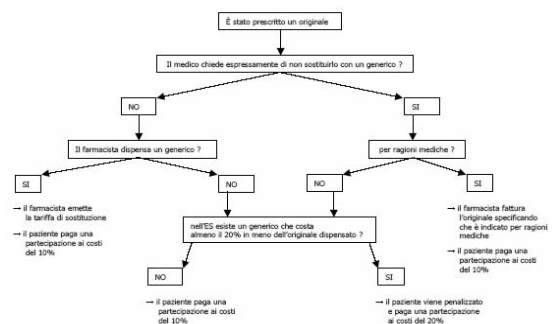 È stato prescritto un originale
Il medico chiede espressamente di non sostituirlo con un generico ?
NO
SI
Il farmacista dispensa un generico ?
per ragioni mediche ?
SI
NO
NO
SI
→ il farmacista emette
la tariffa di sostituzione
→ il paziente paga una
partecipazione ai costi
del 10%
nell'ES esiste un generico che costa
almeno il 20% in meno dell'originale dispensato ?
→ il farmacista fattura
l'originale specificando
che è indicato per ragioni
mediche
→ il paziente paga una
partecipazione ai costi
del 10%
NO
SI
→ il paziente paga una
partecipazione ai costi
del 10%
→ il paziente viene penalizzato
e paga una partecipazione
ai costi del 20%